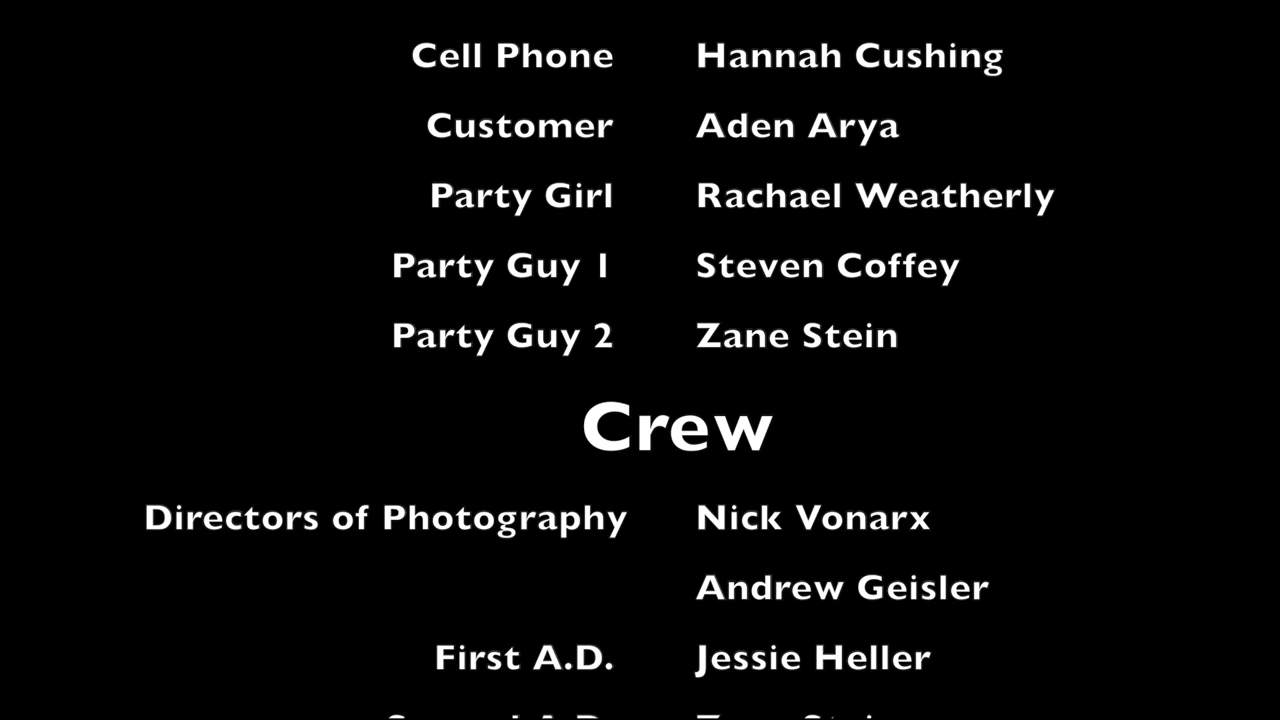 Cell Phone Hannah Cushing
Customer Aden Arya
Party Girl Rachael Weatherly
Party Guy 1 Steven Coffey
Party Guy 2 Zane Stein
Crew
Directors of Photography Nick Vonarx
Andrew Geisler
First A.D. Jessie Heller